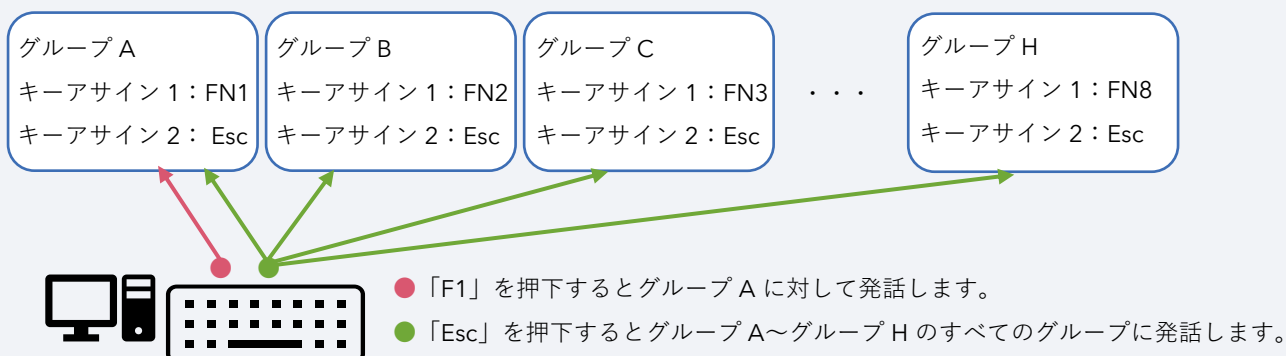 グループ A
キーアサイン 1：FN1
キーアサイン 2： Esc
グループ B
キーアサイン 1：FN2
キーアサイン 2：Esc
グループ C
キーアサイン 1：FN3
キーアサイン 2：Esc
・・・
グループ H
キーアサイン 1：FN8
キーアサイン 2：Esc
「F1」を押下するとグループ A に対して発話します。
「Esc」を押下するとグループ A～グループ H のすべてのグループに発話します。